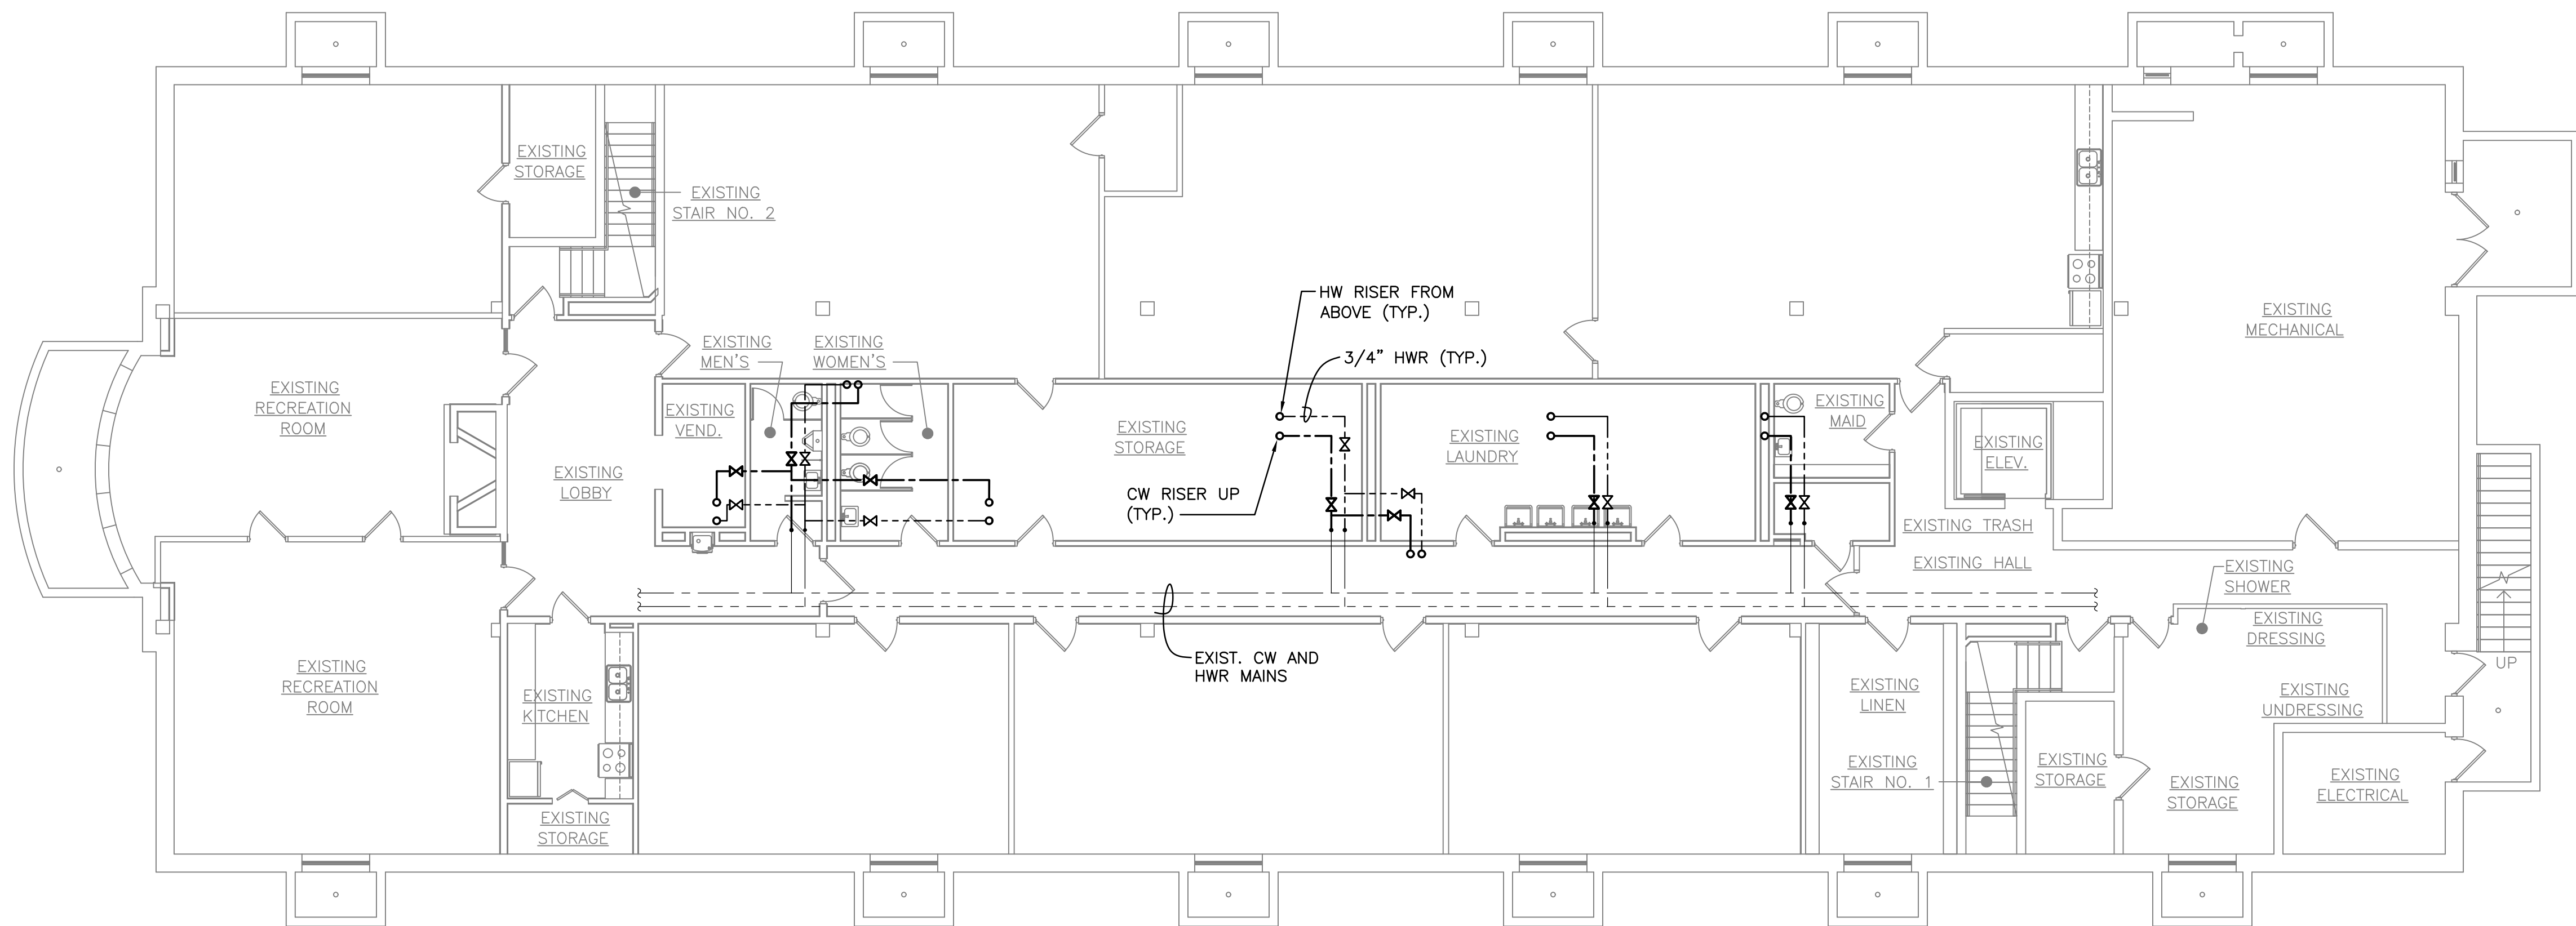 EXISTING
STORAGE
EXISTING
STAIR NO. 2
HW RISER FROM
ABOVE (TYP.)
EXISTING
MECHANICAL
EXISTING
MEN'S
EXISTING
WOMEN'S
3/4" HWR (TYP.)
EXISTING
RECREATION
ROOM
EXISTING
VEND.
EXISTING
STORAGE
EXISTING
LAUNDRY
EXISTING
MAID
EXISTING
ELEV.
EXISTING
LOBBY
CW RISER UP
(TYP.)
EXISTING TRASH
EXISTING HALL
EXISTING
SHOWER
EXISTING
DRESSING
EXIST. CW AND
HWR MAINS
UP
EXISTING
RECREATION
ROOM
EXISTING
KITCHEN
EXISTING
LINEN
EXISTING
UNDRESSING
EXISTING
STAIR NO. 1
EXISTING
STORAGE
EXISTING
STORAGE
EXISTING
ELECTRICAL
EXISTING
STORAGE